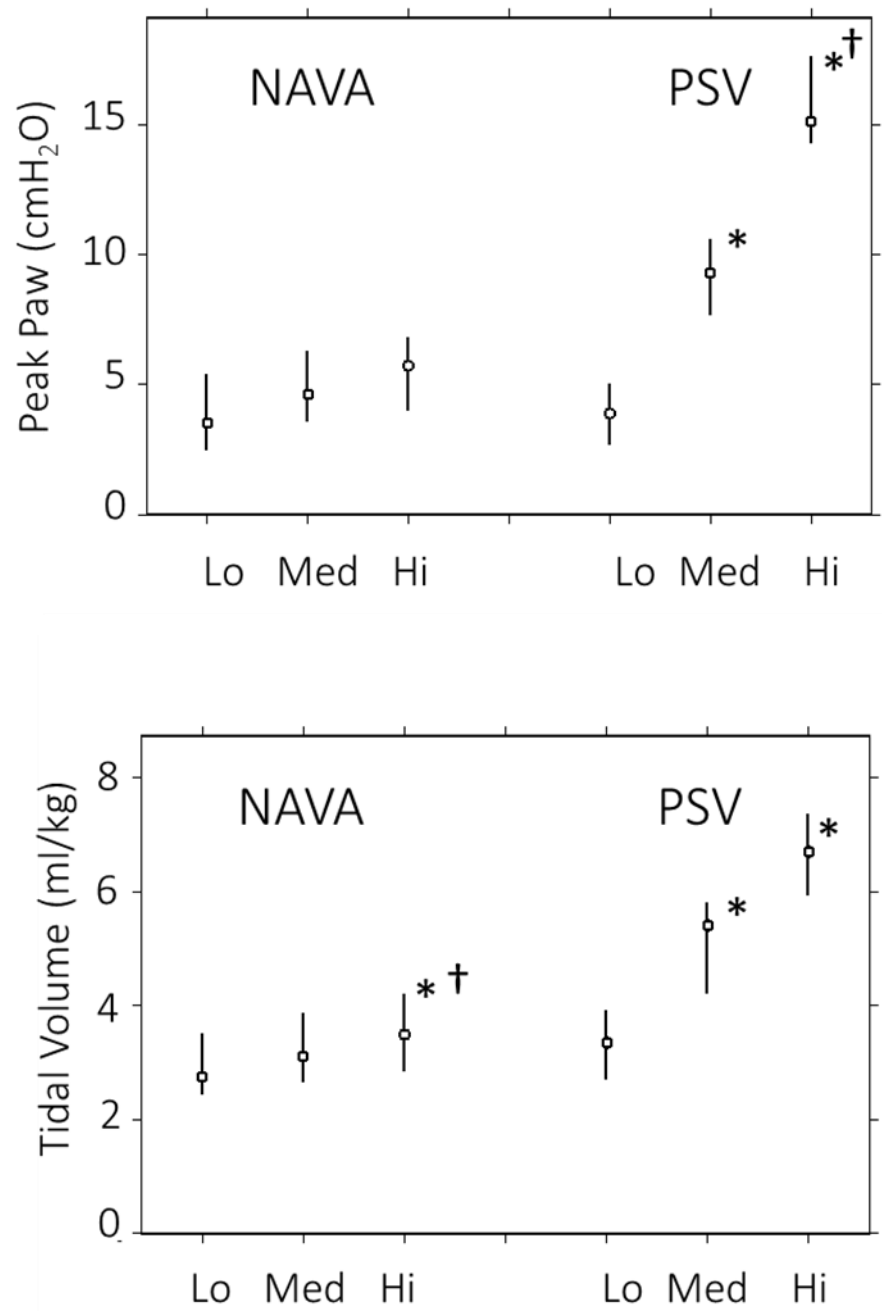 NAVA PSV
*†
*
Peak Paw (cmH₂O)
15
10
5
0
Lo Med Hi Lo Med Hi
NAVA PSV
*
*
* †
Tidal Volume (ml/kg)
8
6
4
2
0
Lo Med Hi Lo Med Hi